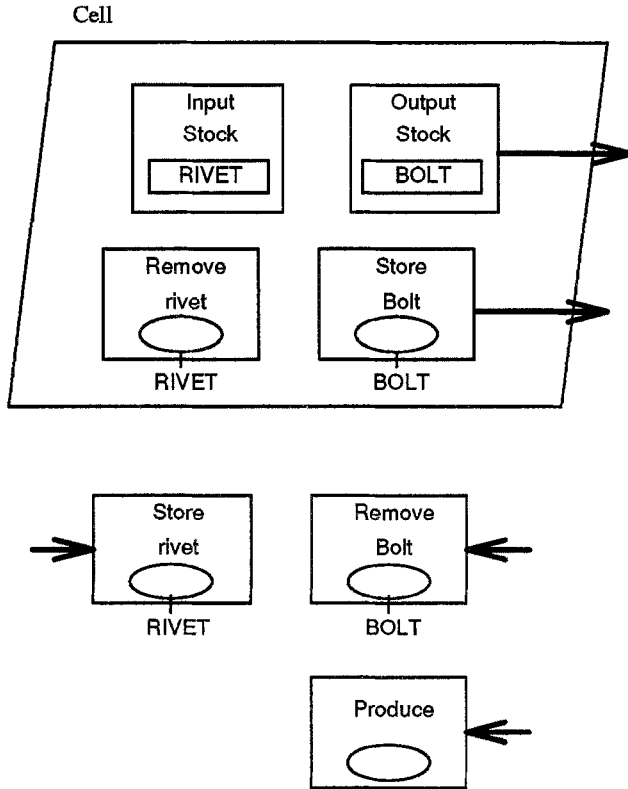 Cell
Input
Stock
RIVET
Output
Stock
BOLT
Remove
rivet
RIVET
Store
Bolt
BOLT
Store
rivet
RIVET
Remove
Bolt
BOLT
Produce